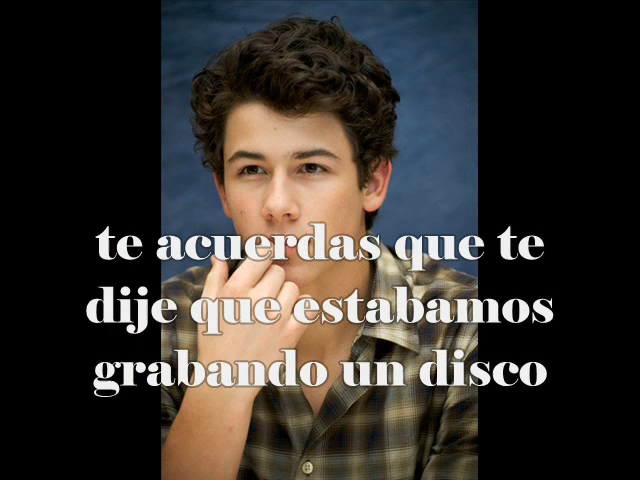 te acuerdas que te
dije que estabamos
grabando un disco